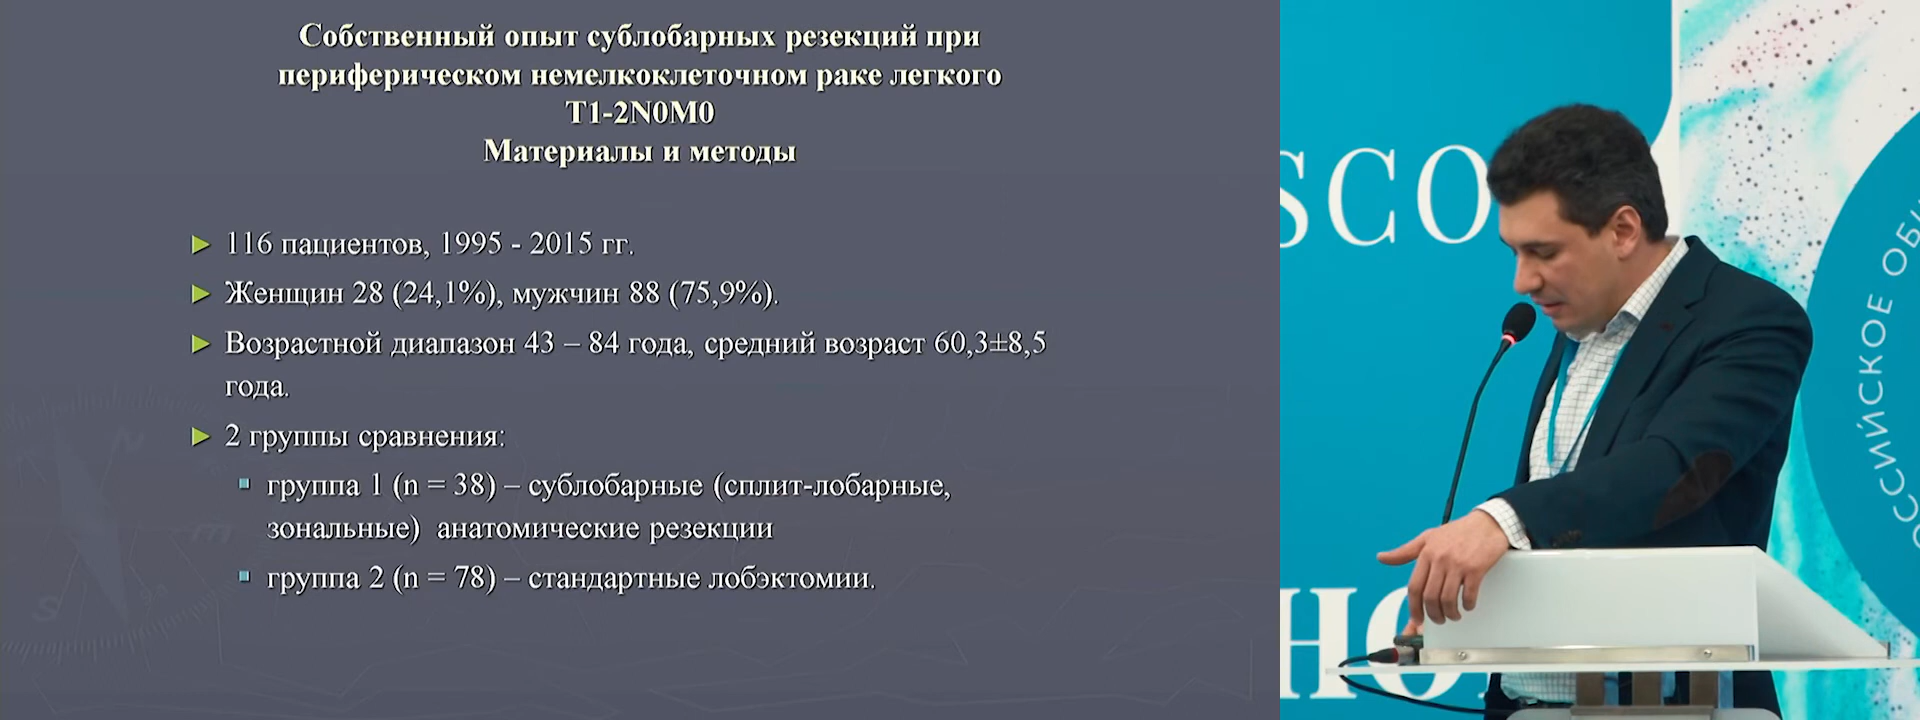 Собственный опыт сублобарных резекций при
периферическом немелкоклеточном раке легкого
T1-2N0M0
Материалы и методы
116 пациентов, 1995 - 2015 гг.
Женщин 28 (24,1%), мужчин 88 (75,9%).
Возрастной диапазон 43 – 84 года, средний возраст 60,3±8,5
года.
2 группы сравнения:
группа 1 (n = 38) – сублобарные (сплит-лобарные,
зональные) анатомические резекции
группа 2 (n = 78) – стандартные лобэктомии.
SCO